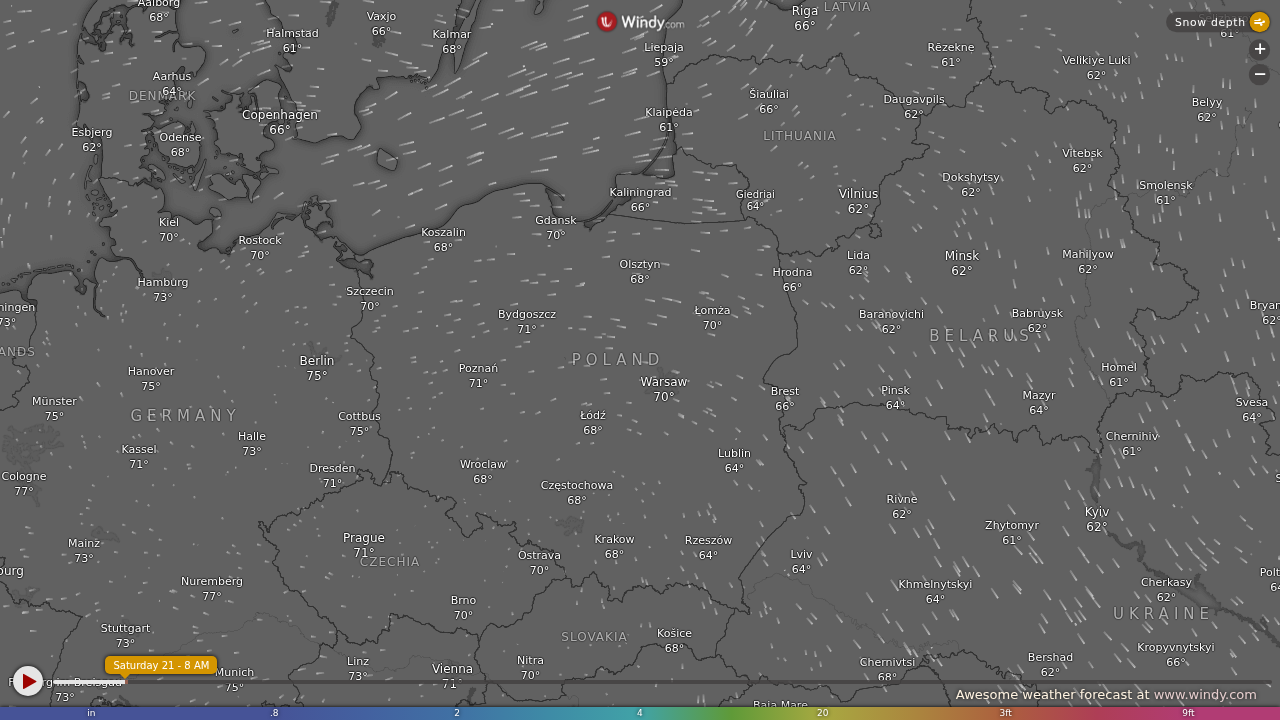 Aalborg
68°
Vaxjo
66°
Halmstad
61°
Kalmar
68°
Windy.com
Riga
66°
LATVIA
Snow depth
61°
Liepaja
59°
Rēzekne
61°
Velikiye Luki
62°
+
−
Aarhus
64°
DENMARK
Copenhagen
66°
Esbjerg
62°
Odense
68°
Klaipėda
61°
Šiauliai
66°
LITHUANIA
Daugavpils
62°
Belyy
62°
Vitebsk
62°
Dokshytsy
62°
Smolensk
61°
Kaliningrad
66°
Giedriai
64°
Vilnius
62°
Kiel
70°
Rostock
70°
Koszalin
68°
Gdansk
70°
Olsztyn
68°
Hrodna
66°
Lida
62°
Minsk
62°
Mahilyow
62°
Hamburg
73°
Szczecin
70°
Bydgoszcz
71°
Łomża
70°
Baranovichi
62°
Babruysk
62°
BELARUS
73°
Berlin
75°
POLAND
Hanover
75°
Poznań
71°
Warsaw
70°
Brest
66°
Pinsk
64°
Homel
61°
Mazyr
64°
Svesa
64°
Münster
75°
GERMANY
Cottbus
75°
Łódź
68°
Halle
73°
Kassel
71°
Chernihiv
61°
Lublin
64°
Cologne
77°
Dresden
71°
Wroclaw
68°
Częstochowa
68°
Rivne
62°
Zhytomyr
61°
Kyiv
62°
Mainz
73°
Prague
71°
CZECHIA
Ostrava
70°
Krakow
68°
Rzeszów
64°
Lviv
64°
Nuremberg
77°
Khmelnytskyi
64°
Cherkasy
62°
UKRAINE
Brno
70°
Stuttgart
73°
SLOVAKIA
Košice
68°
Kropyvnytskyi
66°
Saturday 21 - 8 AM
Munich
75°
73°
Linz
73°
Vienna
71°
Nitra
70°
Chernivtsi
68°
Bershad
62°
Awesome weather forecast at www.windy.com
in .8 2 4 20 3ft 9ft